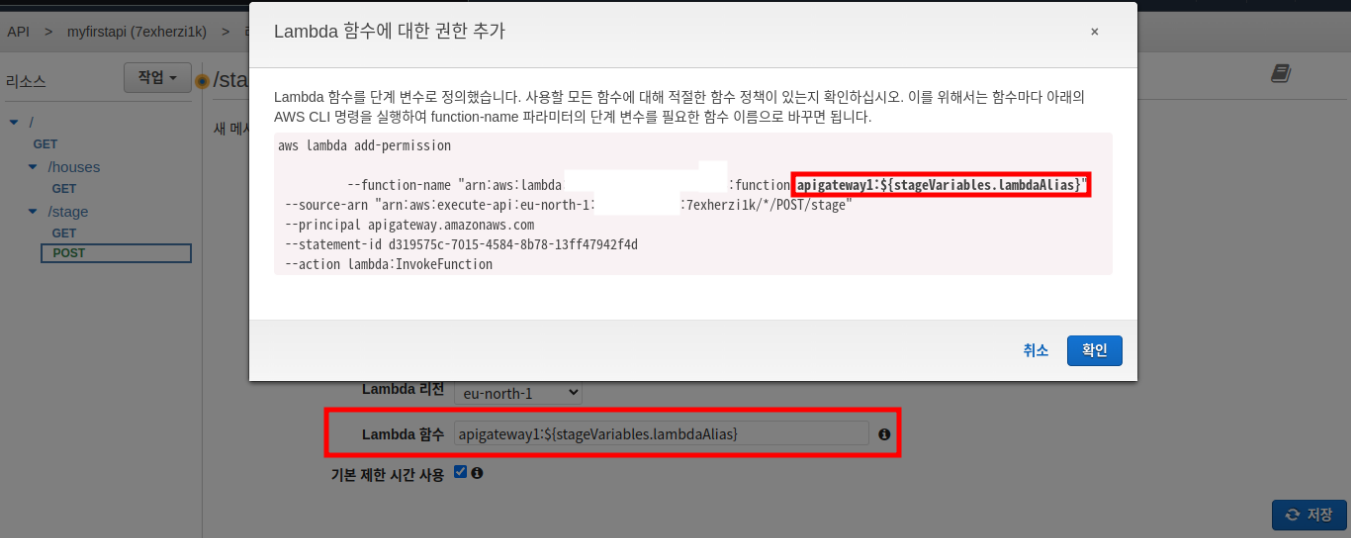 Lambda 함수에 대한 권한 추가
×
API > myfirstapi (7exherzi1k) >
리소스
작업
/sta
Lambda 함수를 단계 변수로 정의했습니다. 사용할 모든 함수에 대해 적절한 함수 정책이 있는지 확인하십시오. 이를 위해서는 함수마다 아래의
AWS CLI 명령을 실행하여 function-name 파라미터의 단계 변수를 필요한 함수 이름으로 바꾸면 됩니다.
새 메시
/
GET
/houses
GET
/stage
GET
POST
aws lambda add-permission
--function-name "arn:aws:lambda :function:apigateway1:${stageVariables.lambdaAlias}"
--source-arn "arn:aws:execute-api:eu-north-1: :7exherzi1k/*/POST/stage"
--principal apigateway.amazonaws.com
--statement-id d319575c-7015-4584-8b78-13ff47942f4d
--action lambda:InvokeFunction
취소
확인
Lambda 리전
eu-north-1
Lambda 함수
apigateway1:${stageVariables.lambdaAlias}
기본 제한 시간 사용
저장